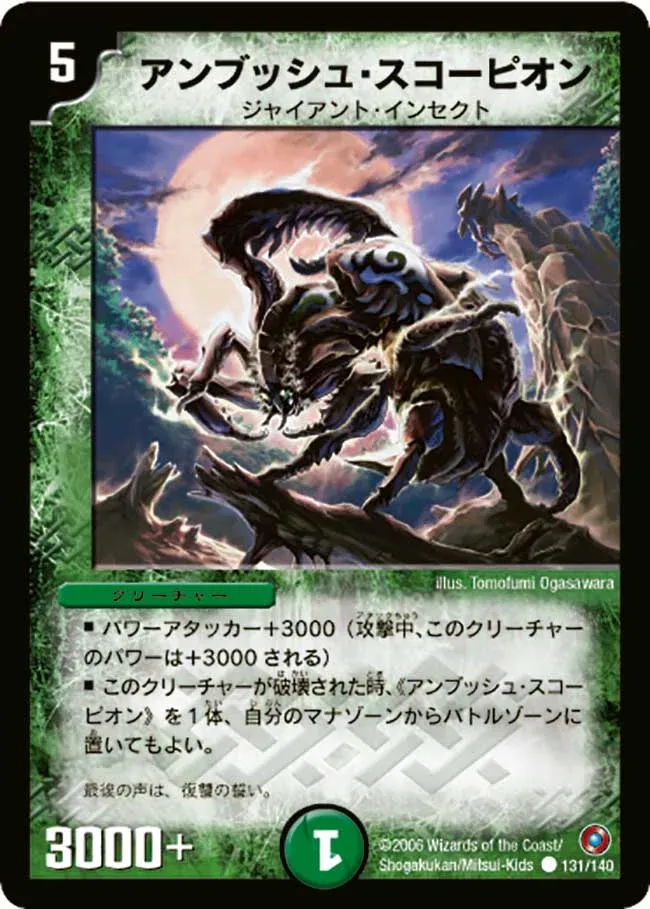 5
アンブッシュ・スコーピオン
ジャイアント・インセクト
illus. Tomofumi Ogasawara
クリーチャー
■ パワーアタッカー+3000（攻撃中、このクリーチャー
のパワーは+3000 される）
■ このクリーチャーが破壊された時、《アンブッシュ・スコー
ピオン》を1体、自分のマナゾーンからバトルゾーンに
置いてもよい。
最後の声は、復讐の誓い。
3000+
1
©2006 Wizards of the Coast/
Shogakukan/Mitsui-Kids ● 131/140